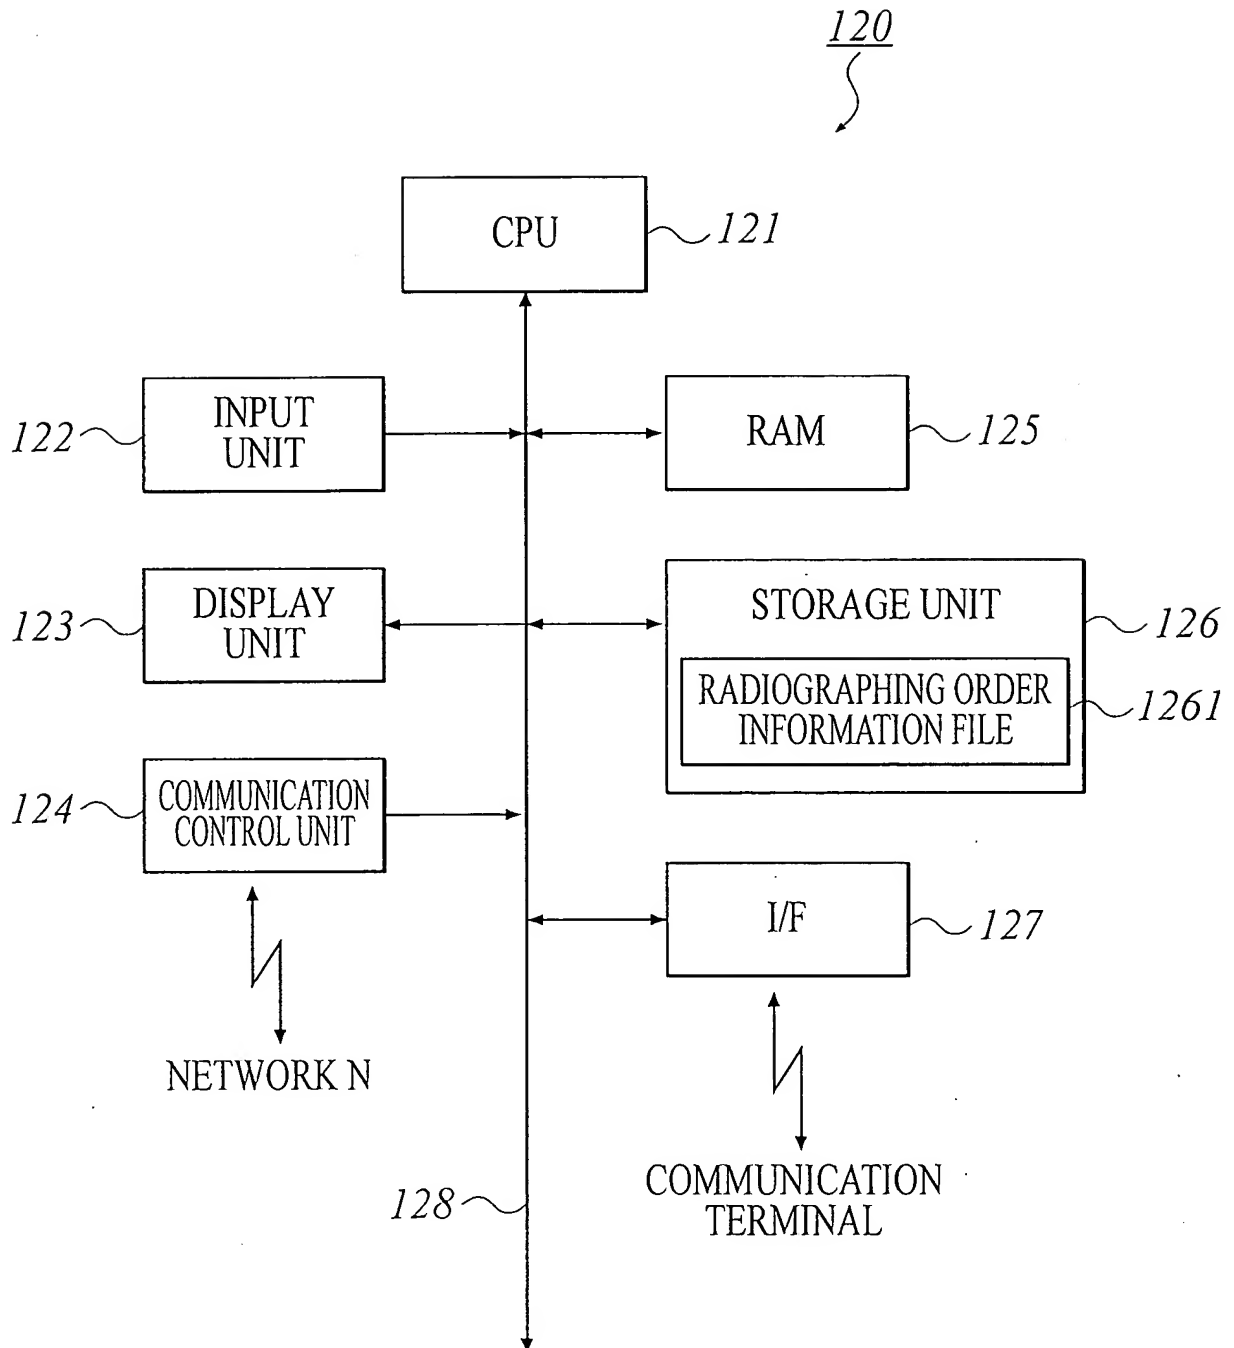 120
CPU
121
INPUT
UNIT
122
RAM
125
DISPLAY
UNIT
123
STORAGE UNIT
126
RADIOGRAPHING ORDER
INFORMATION FILE
1261
COMMUNICATION
CONTROL UNIT
124
I/F
127
NETWORK N
COMMUNICATION
TERMINAL
128